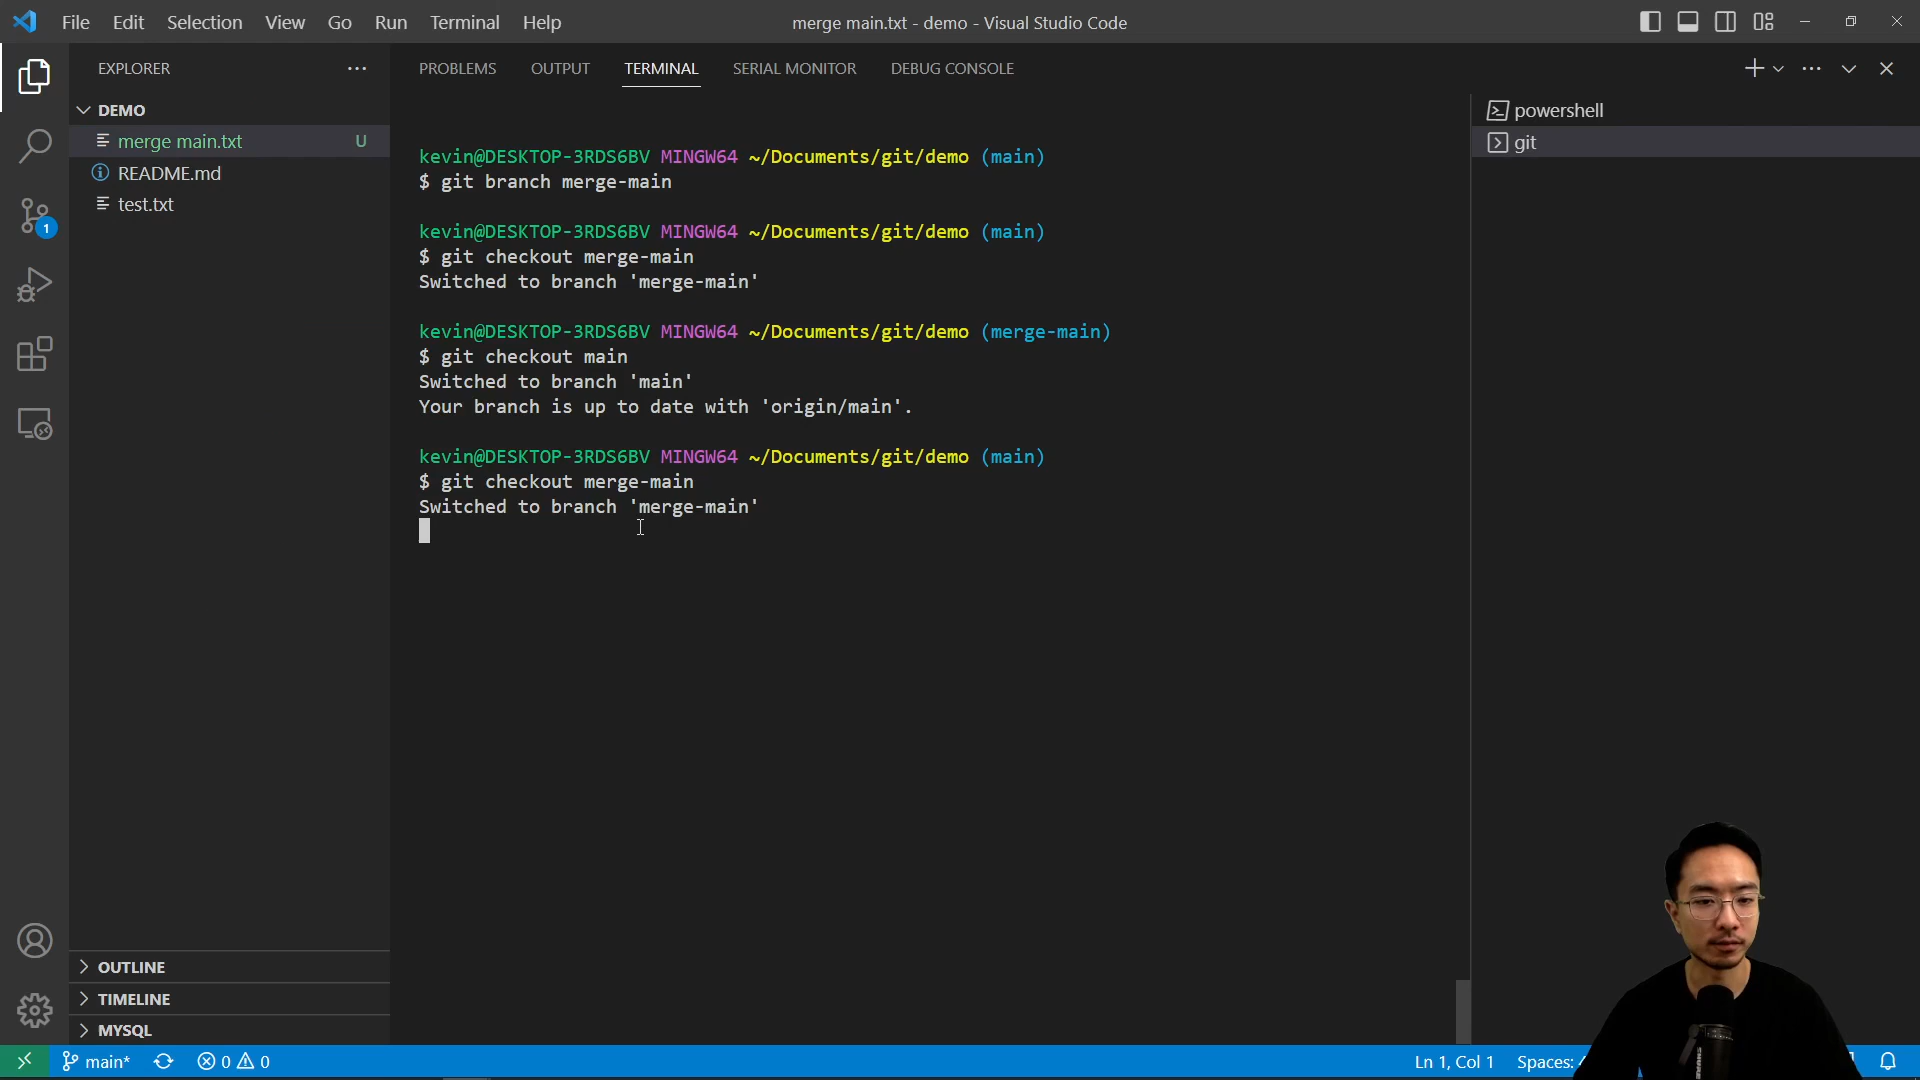 File Edit Selection View Go Run Terminal Help
merge main.txt - demo - Visual Studio Code
EXPLORER
PROBLEMS OUTPUT TERMINAL SERIAL MONITOR DEBUG CONSOLE
DEMO
merge main.txt U
README.md
test.txt
1
kevin@DESKTOP-3RDS6BV MINGW64 ~/Documents/git/demo (main)
$ git branch merge-main
kevin@DESKTOP-3RDS6BV MINGW64 ~/Documents/git/demo (main)
$ git checkout merge-main
Switched to branch 'merge-main'
kevin@DESKTOP-3RDS6BV MINGW64 ~/Documents/git/demo (merge-main)
$ git checkout main
Switched to branch 'main'
Your branch is up to date with 'origin/main'.
kevin@DESKTOP-3RDS6BV MINGW64 ~/Documents/git/demo (main)
$ git checkout merge-main
Switched to branch 'merge-main'
powershell
git
OUTLINE
TIMELINE
MYSQL
main* 0 0
Ln 1, Col 1 Spaces: